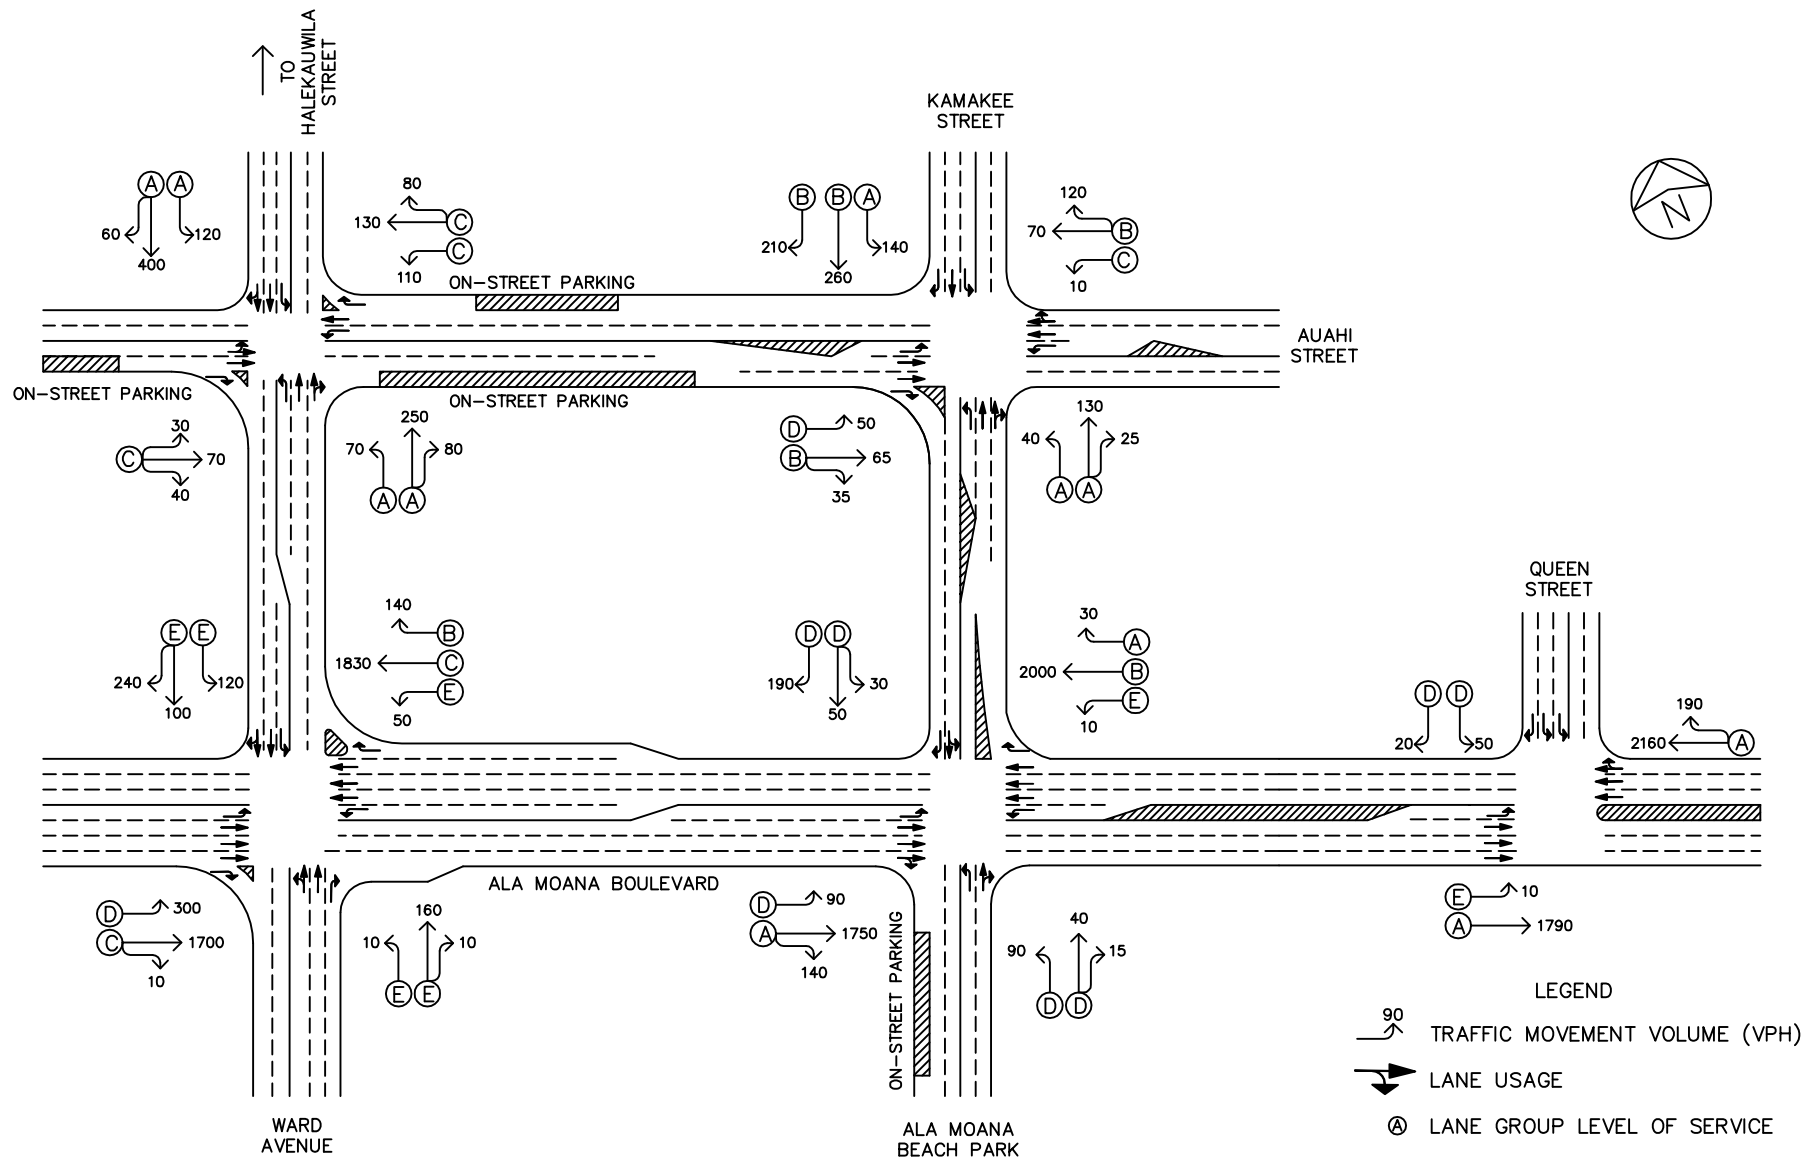 TO
HALEKAUWILA
STREET
KAMAKEE
STREET
A A
60
400
120
80
130
C
C
110
B B A
210
260
140
120
70
B
C
10
N
ON-STREET PARKING
AUAHI
STREET
ON-STREET PARKING
ON-STREET PARKING
30
C
70
40
250
70
80
A A
D
50
B
65
35
130
40
25
A A
QUEEN
STREET
E E
240
100
120
140
B
1830
C
E
50
D D
190
50
30
30
A
2000
B
E
10
D D
20
50
190
2160
A
ALA MOANA BOULEVARD
D
300
C
1700
10
160
10
10
E E
D
90
A
1750
140
ON-STREET PARKING
40
90
15
D D
E
10
A
1790
LEGEND
90
TRAFFIC MOVEMENT VOLUME (VPH)
LANE USAGE
A LANE GROUP LEVEL OF SERVICE
WARD
AVENUE
ALA MOANA
BEACH PARK